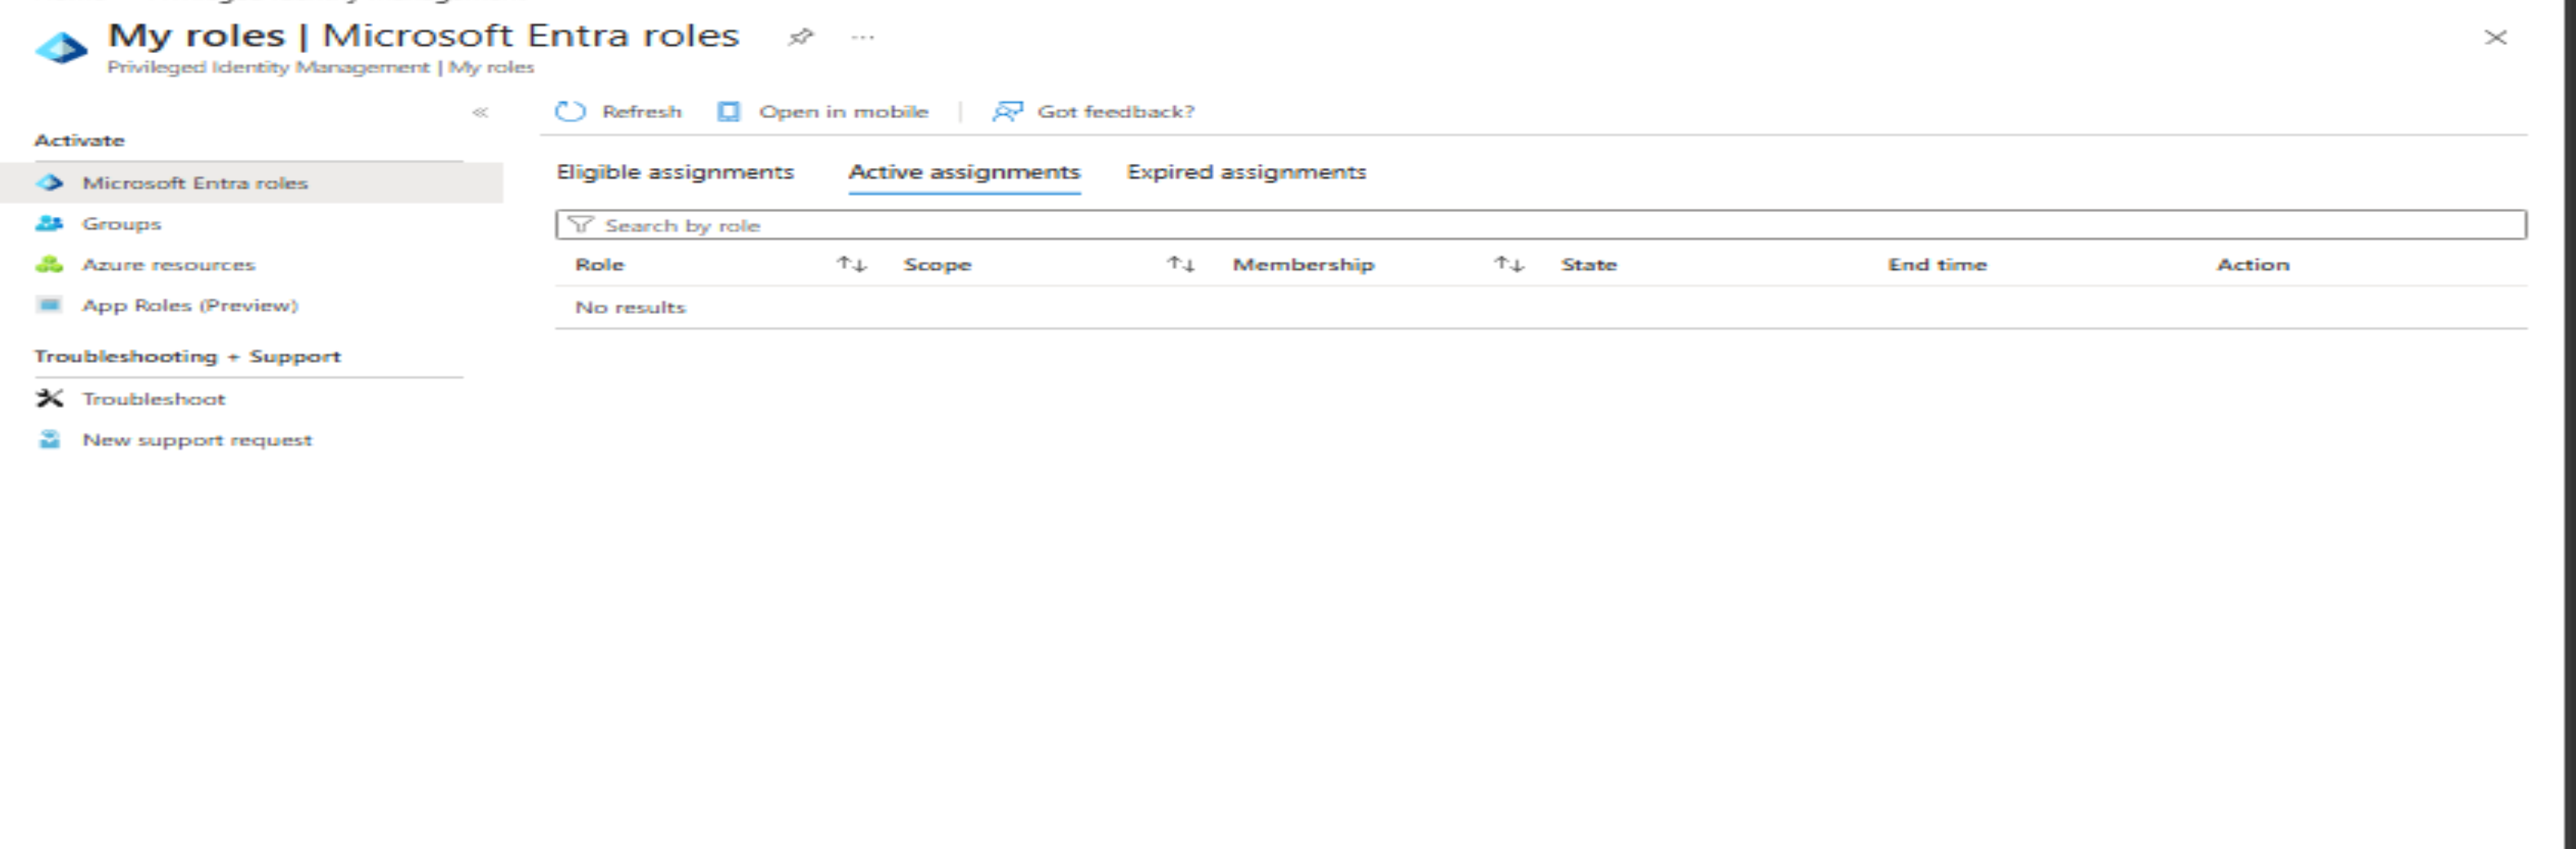 My roles | Microsoft Entra roles
Privileged Identity Management | My roles
Activate
Microsoft Entra roles
Groups
Azure resources
App Roles (Preview)
Troubleshooting + Support
Troubleshoot
New support request
Refresh Open in mobile Got feedback?
Eligible assignments Active assignments Expired assignments
Search by role
Role Scope Membership State End time Action
No results